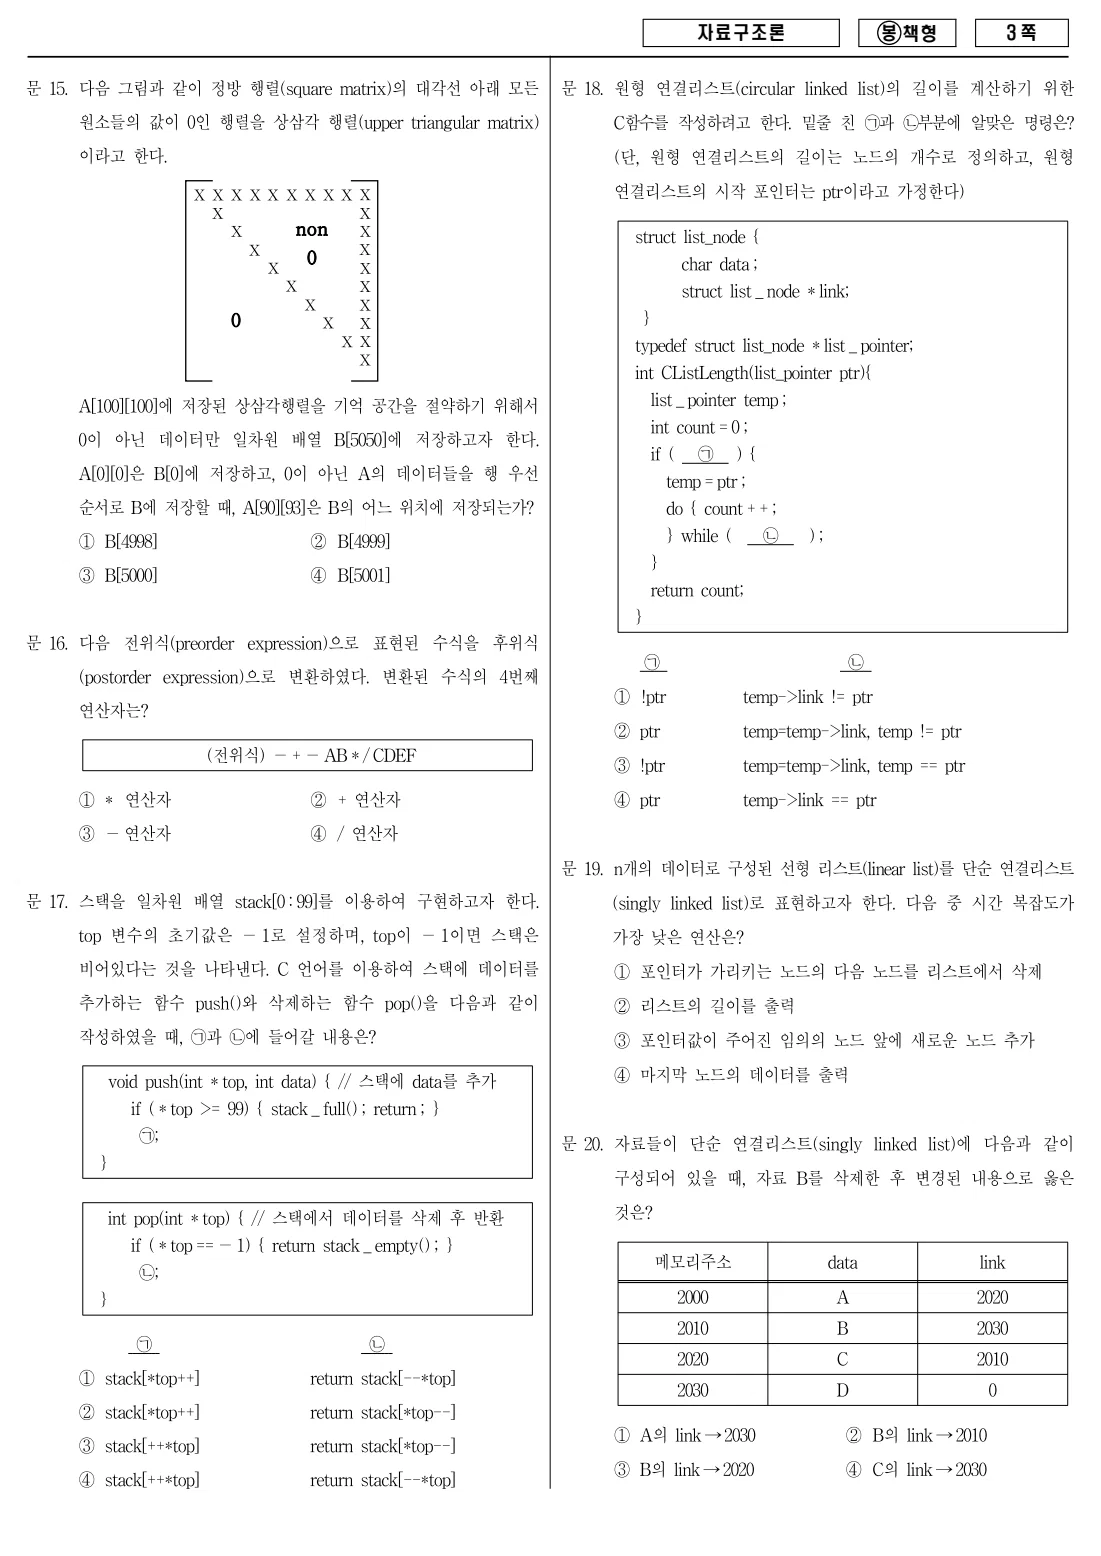 자료구조론 봉책형 3쪽
문 15. 다음 그림과 같이 정방 행렬(square matrix)의 대각선 아래 모든
원소들의 값이 0인 행렬을 상삼각 행렬(upper triangular matrix)
이라고 한다.
X X X X X X X X X X
X X
X non X
X 0 X
X X
X X
X X
0 X X
X X
X
A[100][100]에 저장된 상삼각행렬을 기억 공간을 절약하기 위해서
0이 아닌 데이터만 일차원 배열 B[5050]에 저장하고자 한다.
A[0][0]은 B[0]에 저장하고, 0이 아닌 A의 데이터들을 행 우선
순서로 B에 저장할 때, A[90][93]은 B의 어느 위치에 저장되는가?
① B[4998] ② B[4999]
③ B[5000] ④ B[5001]
문 16. 다음 전위식(preorder expression)으로 표현된 수식을 후위식
(postorder expression)으로 변환하였다. 변환된 수식의 4번째
연산자는?
(전위식) － + － AB * / CDEF
① * 연산자 ② + 연산자
③ － 연산자 ④ / 연산자
문 17. 스택을 일차원 배열 stack[0 : 99]를 이용하여 구현하고자 한다.
top 변수의 초기값은 － 1로 설정하며, top이 － 1이면 스택은
비어있다는 것을 나타낸다. C 언어를 이용하여 스택에 데이터를
추가하는 함수 push()와 삭제하는 함수 pop()을 다음과 같이
작성하였을 때, ㉠과 ㉡에 들어갈 내용은?
void push(int * top, int data) { // 스택에 data를 추가
if ( * top >= 99) { stack _ full() ; return ; }
㉠;
}
int pop(int * top) { // 스택에서 데이터를 삭제 후 반환
if ( * top == － 1) { return stack _ empty() ; }
㉡;
}
㉠ ㉡
① stack[*top++] return stack[--*top]
② stack[*top++] return stack[*top--]
③ stack[++*top] return stack[*top--]
④ stack[++*top] return stack[--*top]
문 18. 원형 연결리스트(circular linked list)의 길이를 계산하기 위한
C함수를 작성하려고 한다. 밑줄 친 ㉠과 ㉡부분에 알맞은 명령은?
(단, 원형 연결리스트의 길이는 노드의 개수로 정의하고, 원형
연결리스트의 시작 포인터는 ptr이라고 가정한다)
struct list_node {
char data ;
struct list _ node * link;
}
typedef struct list_node * list _ pointer;
int CListLength(list_pointer ptr){
list _ pointer temp ;
int count = 0 ;
if ( ㉠ ) {
temp = ptr ;
do { count + + ;
} while ( ㉡ );
}
return count;
}
㉠ ㉡
① !ptr temp->link != ptr
② ptr temp=temp->link, temp != ptr
③ !ptr temp=temp->link, temp == ptr
④ ptr temp->link == ptr
문 19. n개의 데이터로 구성된 선형 리스트(linear list)를 단순 연결리스트
(singly linked list)로 표현하고자 한다. 다음 중 시간 복잡도가
가장 낮은 연산은?
① 포인터가 가리키는 노드의 다음 노드를 리스트에서 삭제
② 리스트의 길이를 출력
③ 포인터값이 주어진 임의의 노드 앞에 새로운 노드 추가
④ 마지막 노드의 데이터를 출력
문 20. 자료들이 단순 연결리스트(singly linked list)에 다음과 같이
구성되어 있을 때, 자료 B를 삭제한 후 변경된 내용으로 옳은
것은?
메모리주소 data link
2000 A 2020
2010 B 2030
2020 C 2010
2030 D 0
① A의 link → 2030 ② B의 link → 2010
③ B의 link → 2020 ④ C의 link → 2030